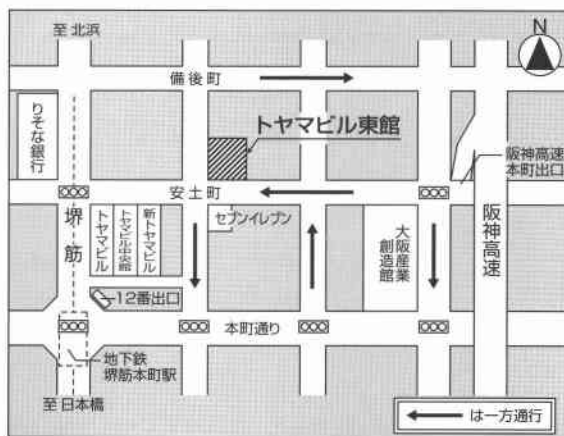 至 北浜
N
備後町
りそな銀行
トヤマビル東館
阪神高速
本町出口
安土町
堺筋
トヤマビル
トヤマビル中央館
新トヤマビル
セブンイレブン
大阪産業
創造館
阪神高速
12番出口
本町通り
地下鉄
堺筋本町駅
至 日本橋
は一方通行